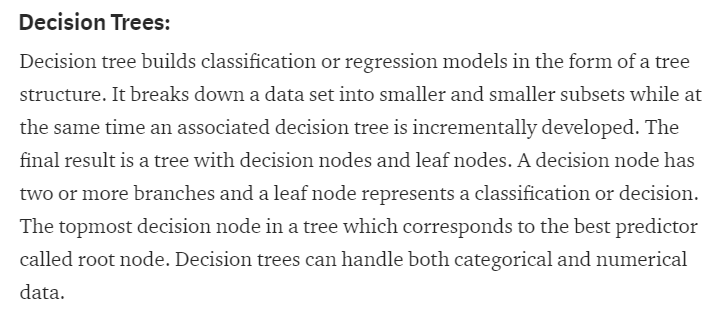 Decision Trees:
Decision tree builds classification or regression models in the form of a tree
structure. It breaks down a data set into smaller and smaller subsets while at
the same time an associated decision tree is incrementally developed. The
final result is a tree with decision nodes and leaf nodes. A decision node has
two or more branches and a leaf node represents a classification or decision.
The topmost decision node in a tree which corresponds to the best predictor
called root node. Decision trees can handle both categorical and numerical
data.